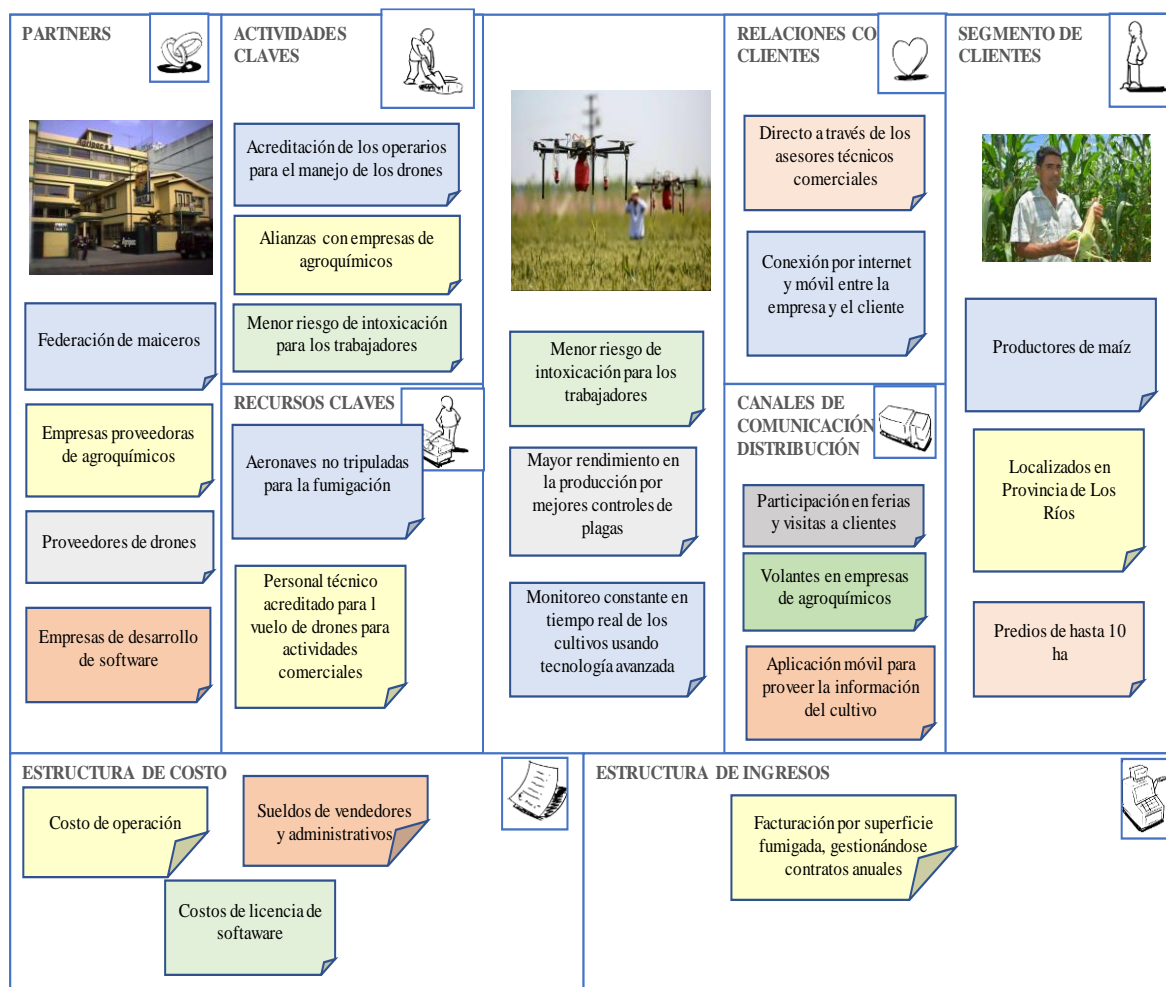 PARTNERS
Federación de maiceros
Empresas proveedoras
de agroquímicos
Proveedores de drones
Empresas de desarrollo
de software
ACTIVIDADES
CLAVES
Acreditación de los operarios
para el manejo de los drones
Alianzas con empresas de
agroquímicos
Menor riesgo de intoxicación
para los trabajadores
RECURSOS CLAVES
Aeronaves no tripuladas
para la fumigación
Personal técnico
acreditado para l
vuelo de drones para
actividades
comerciales
Menor riesgo de
intoxicación para los
trabajadores
Mayor rendimiento en
la producción por
mejores controles de
plagas
Monitoreo constante en
tiempo real de los
cultivos usando
tecnología avanzada
RELACIONES CO
CLIENTES
Directo a través de los
asesores técnicos
comerciales
Conexión por internet
y móvil entre la
empresa y el cliente
CANALES DE
COMUNICACIÓN
DISTRIBUCIÓN
Participación en ferias
y visitas a clientes
Volantes en empresas
de agroquímicos
Aplicación móvil para
proveer la información
del cultivo
SEGMENTO DE
CLIENTES
Productores de maíz
Localizados en
Provincia de Los
Ríos
Predios de hasta 10
ha
ESTRUCTURA DE COSTO
Costo de operación
Sueldos de vendedores
y administrativos
Costos de licencia de
softaware
ESTRUCTURA DE INGRESOS
Facturación por superficie
fumigada, gestionándose
contratos anuales